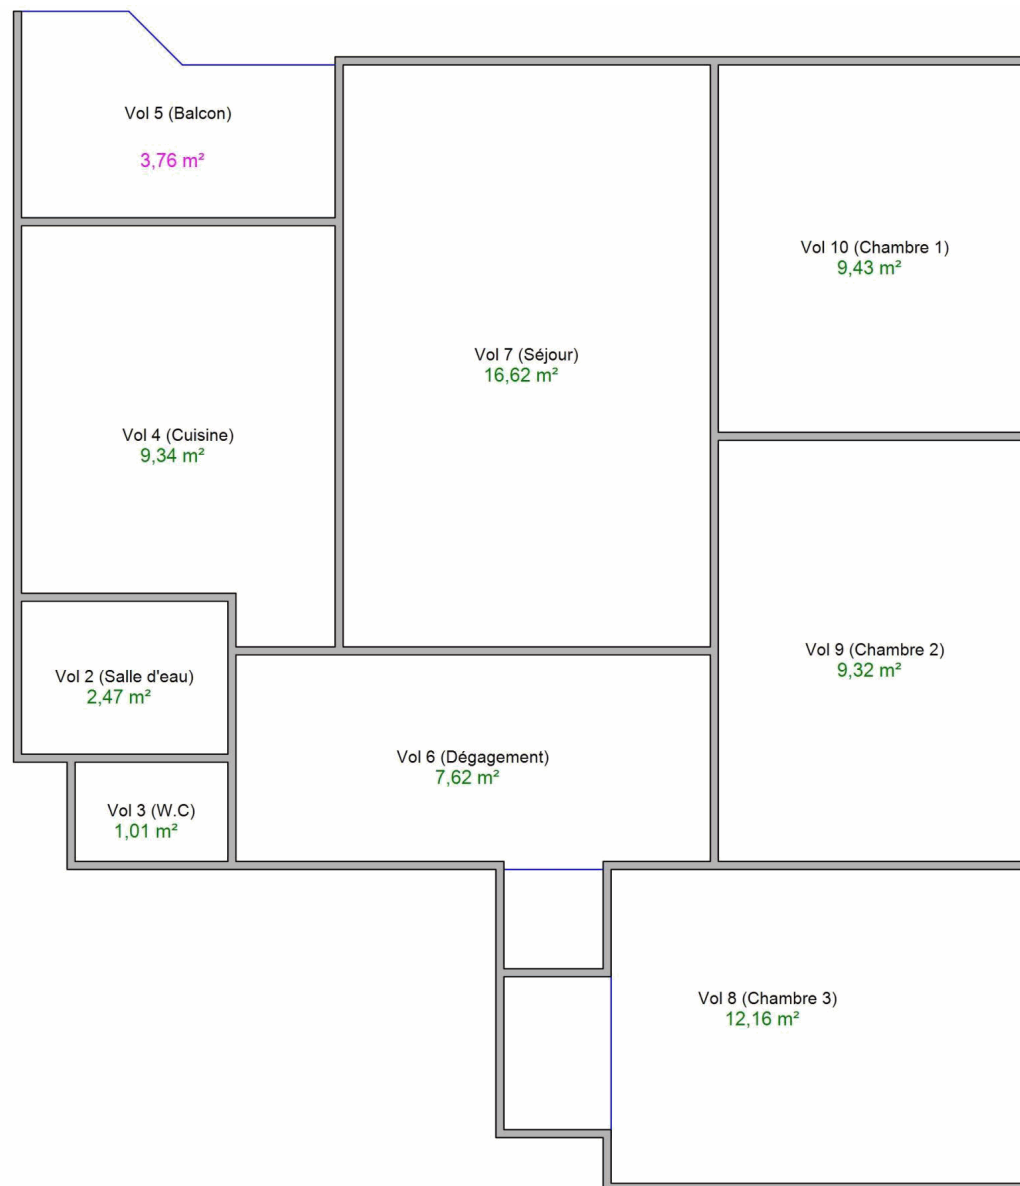 Vol 5 (Balcon)
3,76 m²
Vol 10 (Chambre 1)
9,43 m²
Vol 7 (Séjour)
16,62 m²
Vol 4 (Cuisine)
9,34 m²
Vol 9 (Chambre 2)
9,32 m²
Vol 2 (Salle d'eau)
2,47 m²
Vol 6 (Dégagement)
7,62 m²
Vol 3 (W.C)
1,01 m²
Vol 8 (Chambre 3)
12,16 m²